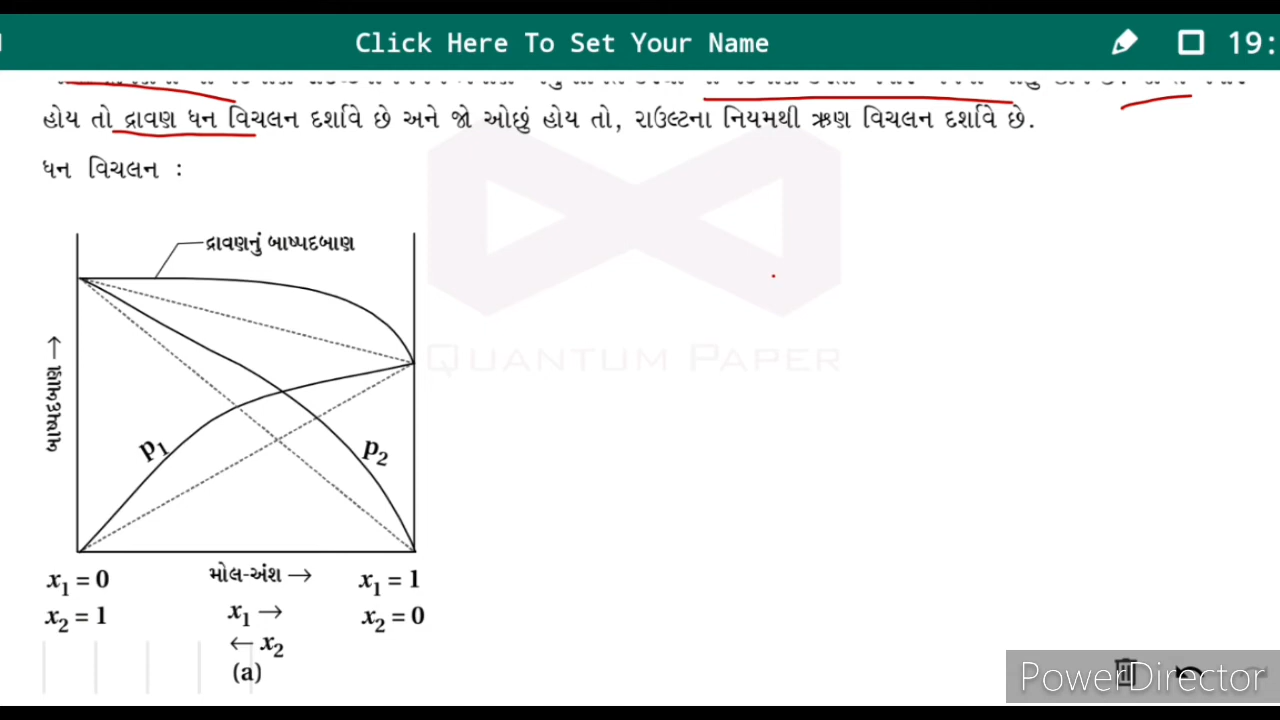 Click Here To Set Your Name
19:
હોય તો દ્રાવણ ધન વિચલન દર્શાવે છે અને જો ઓછું હોય તો, રાઉલ્ટના નિયમથી ઋણ વિચલન દર્શાવે છે.
ધન વિચલન :
દ્રાવણનું બાષ્પદબાણ
બાષ્પદબાણ →
p₁
p₂
QUANTUM PAPER
x₁ = 0
મોલ-અંશ →
x₁ = 1
x₂ = 1
x₁ →
x₂ = 0
← x₂
(a)
PowerDirector